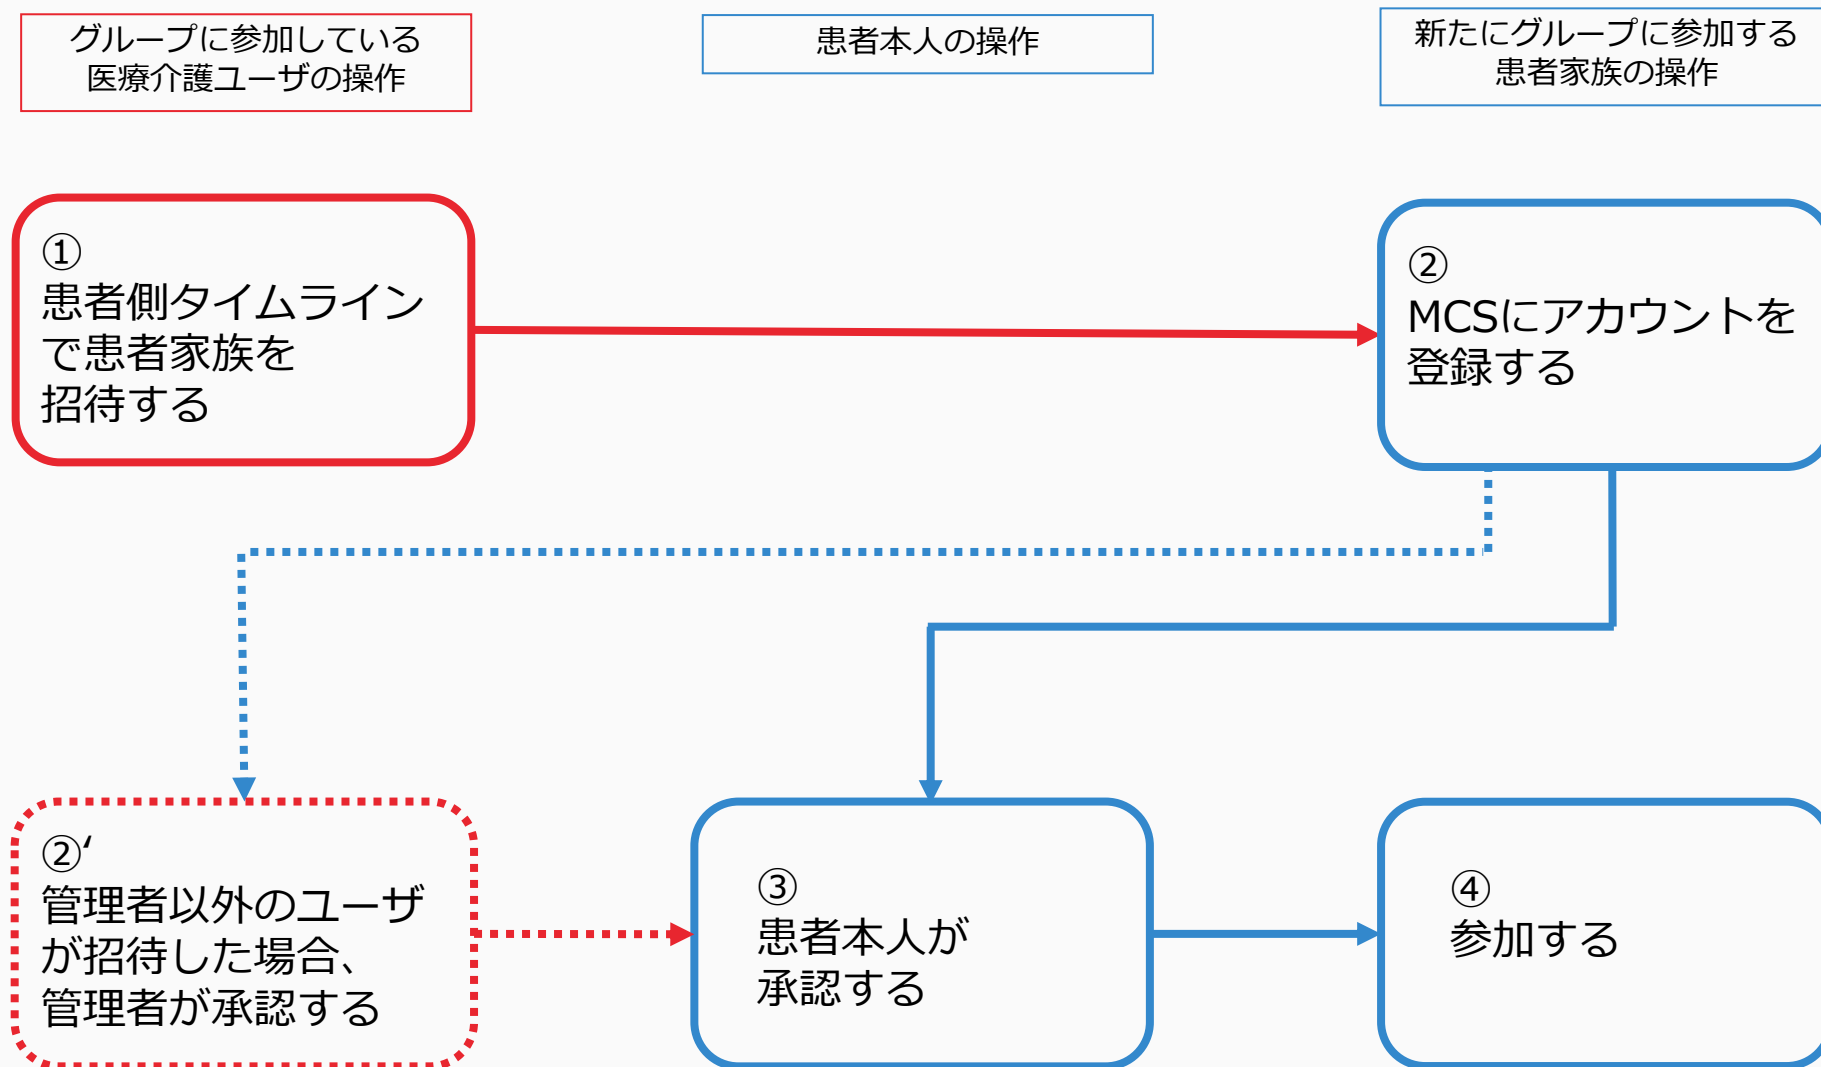 グループに参加している
医療介護ユーザの操作
患者本人の操作
新たにグループに参加する
患者家族の操作
①
患者側タイムライン
で患者家族を
招待する
②
MCSにアカウントを
登録する
②‘
管理者以外のユーザ
が招待した場合、
管理者が承認する
③
患者本人が
承認する
④
参加する